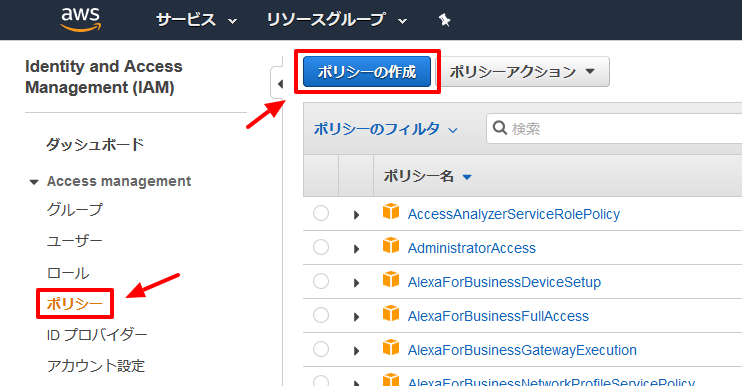 aws サービス リソースグループ
Identity and Access
Management (IAM)
ダッシュボード
Access management
グループ
ユーザー
ロール
ポリシー
ID プロバイダー
アカウント設定
ポリシーの作成 ポリシーアクション
ポリシーのフィルタ 検索
ポリシー名
AccessAnalyzerServiceRolePolicy
AdministratorAccess
AlexaForBusinessDeviceSetup
AlexaForBusinessFullAccess
AlexaForBusinessGatewayExecution
AlexaForBusinessNetworkProfileServicePolicy